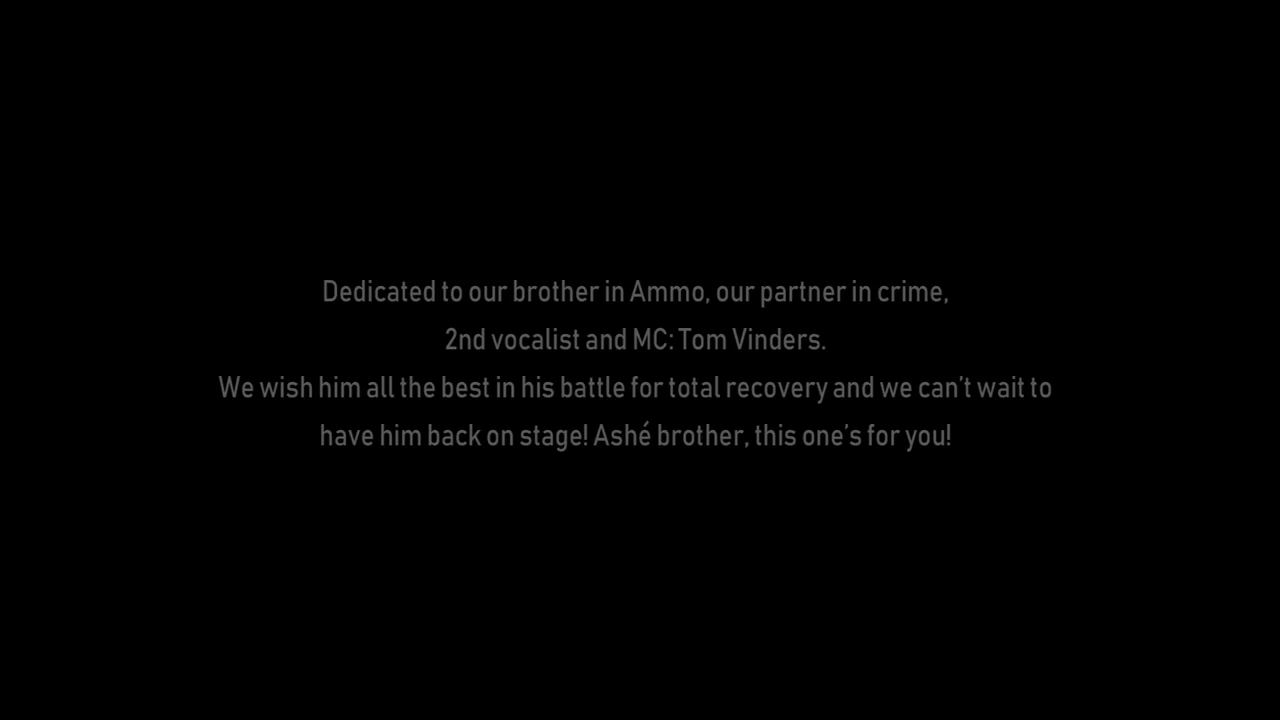 Dedicated to our brother in Ammo, our partner in crime,
2nd vocalist and MC: Tom Vinders.
We wish him all the best in his battle for total recovery and we can’t wait to
have him back on stage! Ashé brother, this one’s for you!